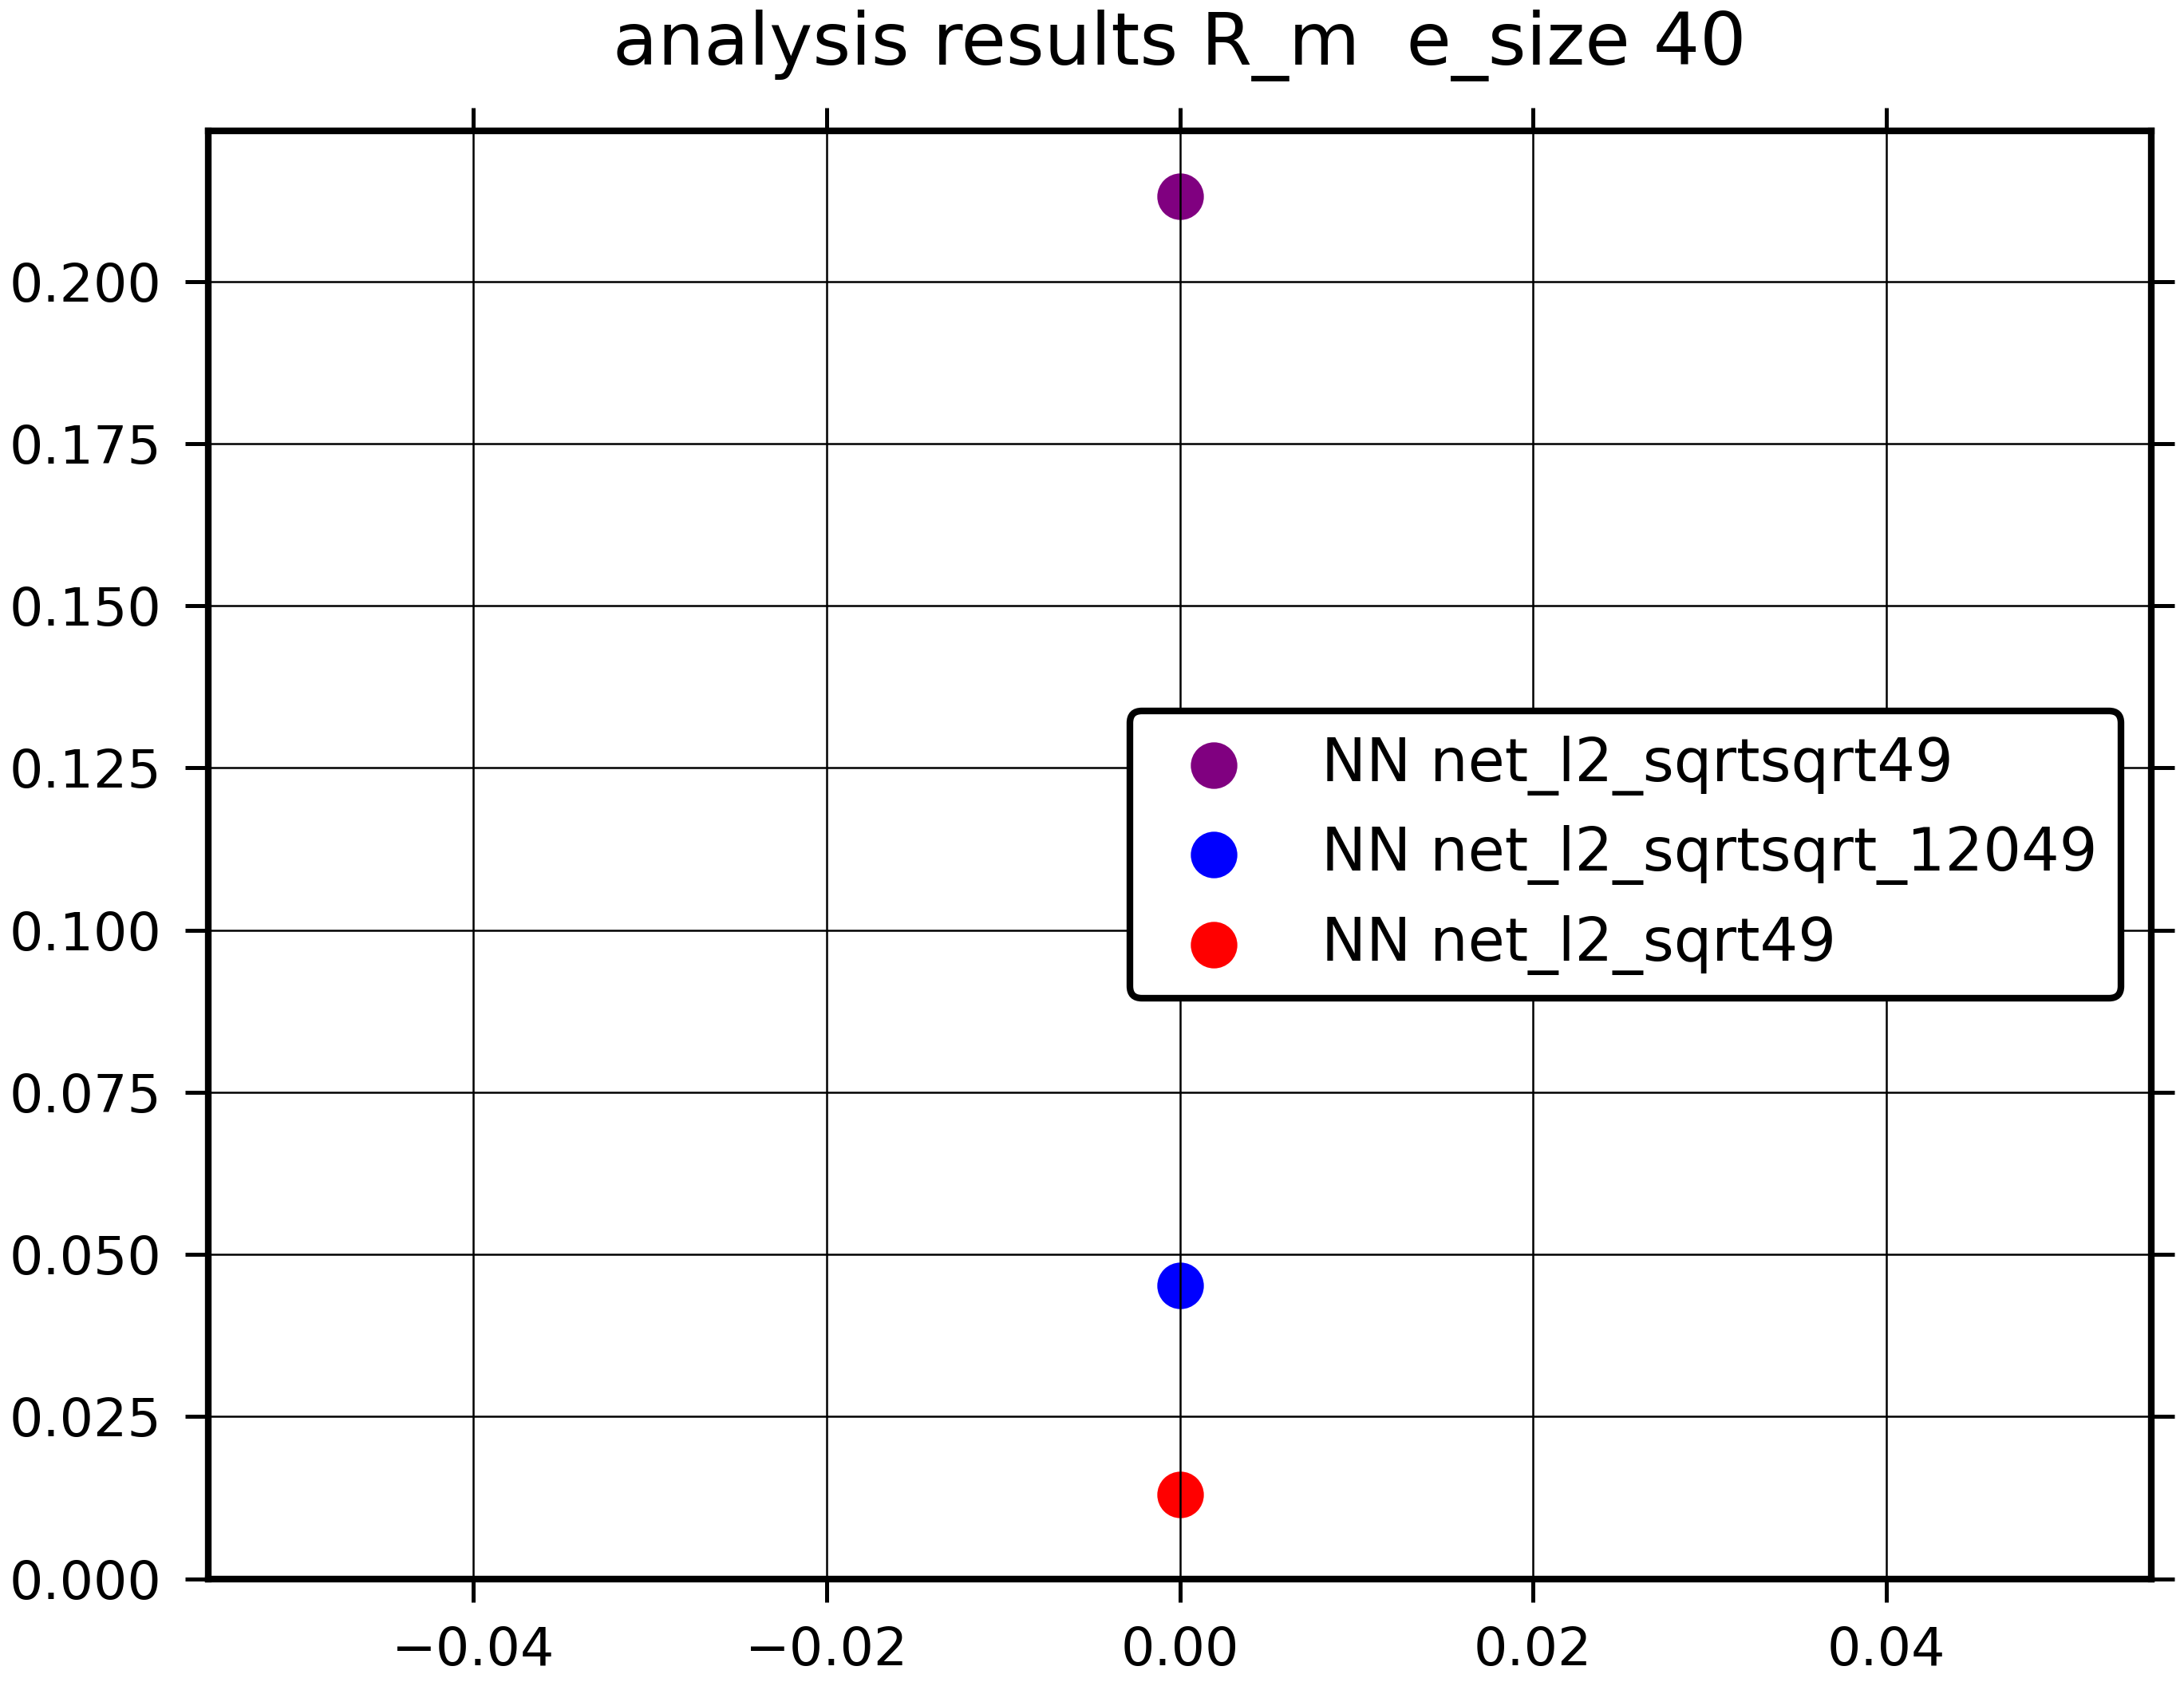 analysis results R_m  e_size 40
0.200
0.175
0.150
0.125
0.100
0.075
0.050
0.025
0.000
NN net_l2_sqrtsqrt49
NN net_l2_sqrtsqrt_12049
NN net_l2_sqrt49
−0.04 −0.02 0.00 0.02 0.04